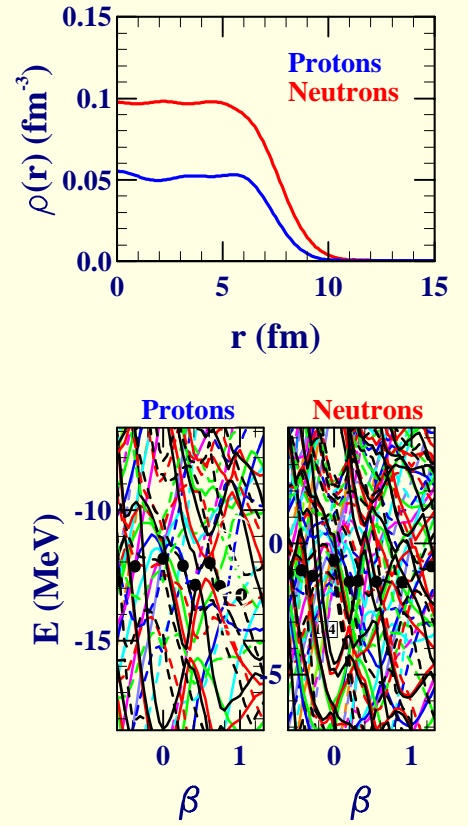 0.15
Protons
Neutrons
0.1
ρ(r) (fm⁻³)
0.05
0.0
0 5 10 15
r (fm)
Protons Neutrons
-10
0
E (MeV)
-15
-5
0 1 0 1
β β